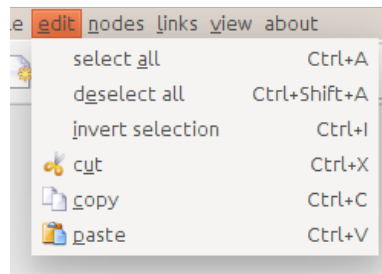 e edit nodes links view about
select all Ctrl+A
deselect all Ctrl+Shift+A
invert selection Ctrl+I
cut Ctrl+X
copy Ctrl+C
paste Ctrl+V